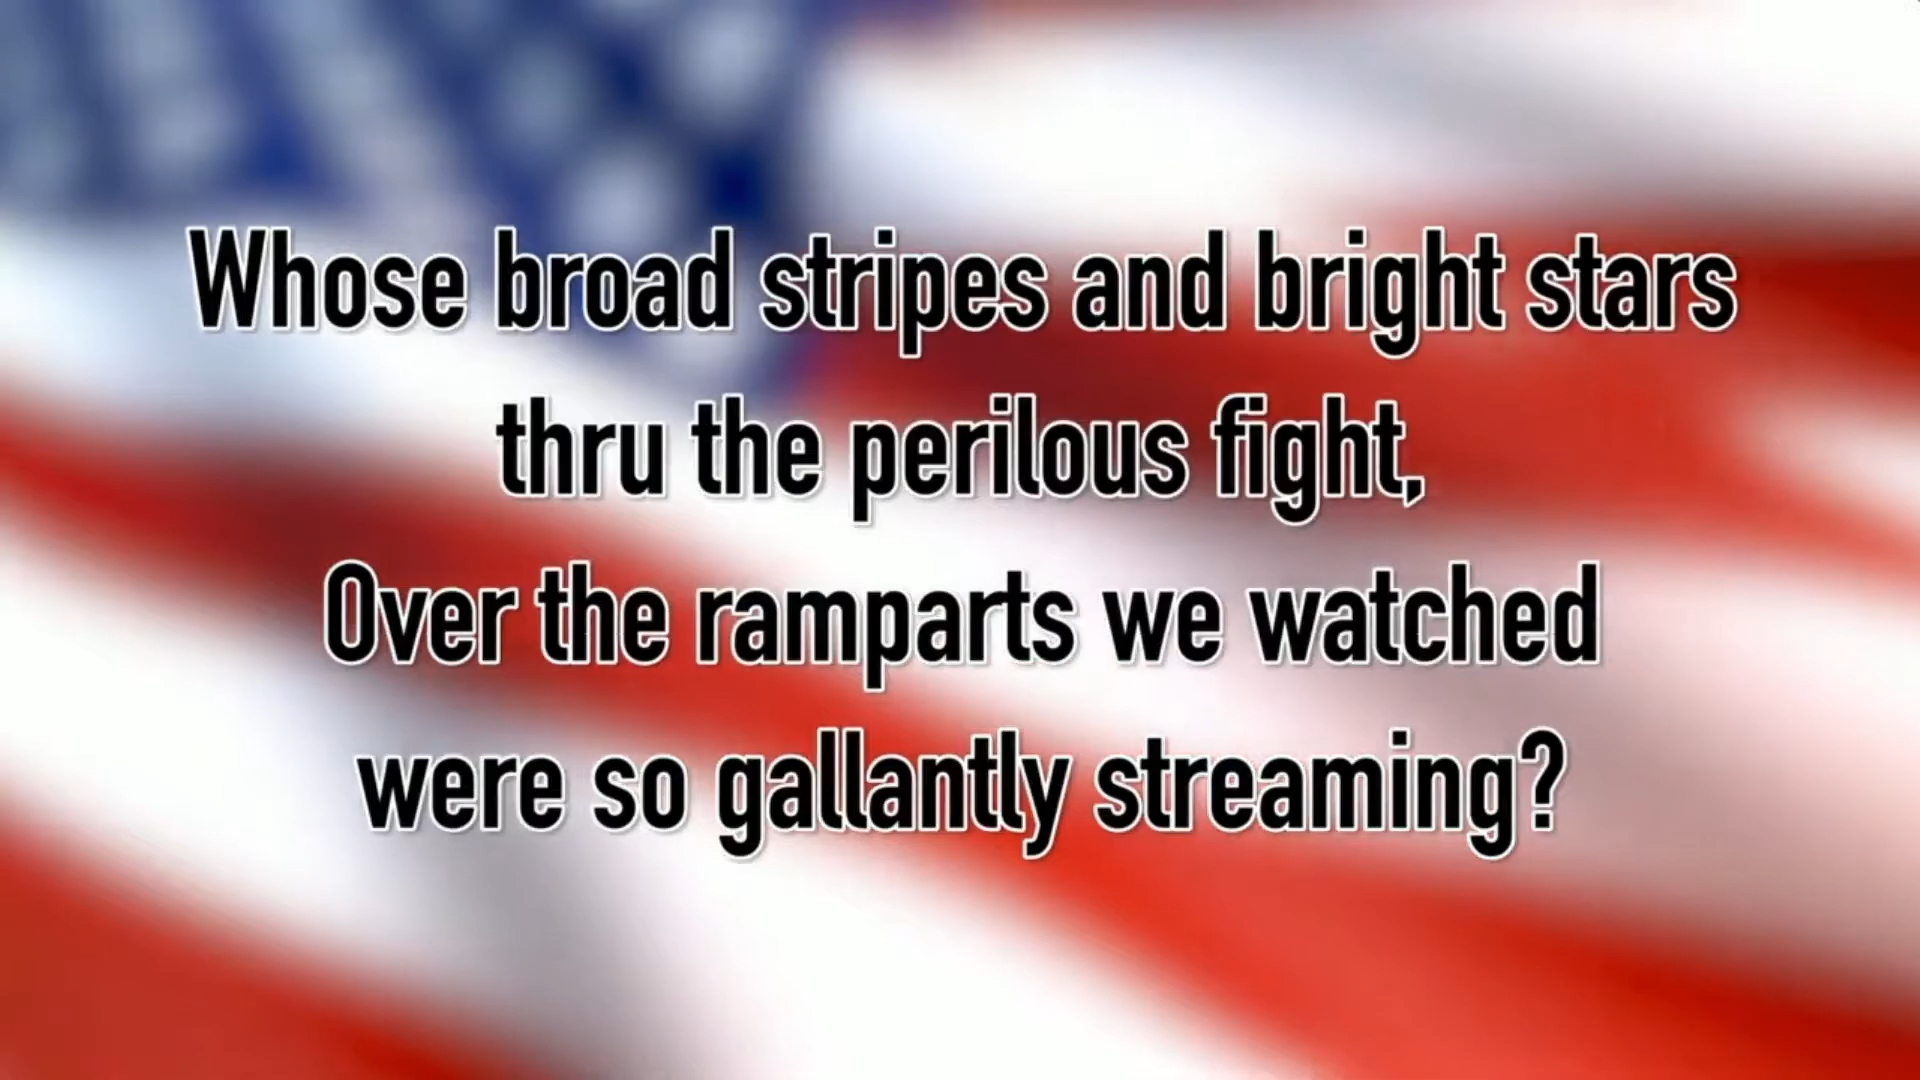 Whose broad stripes and bright stars
thru the perilous fight,
Over the ramparts we watched
were so gallantly streaming?